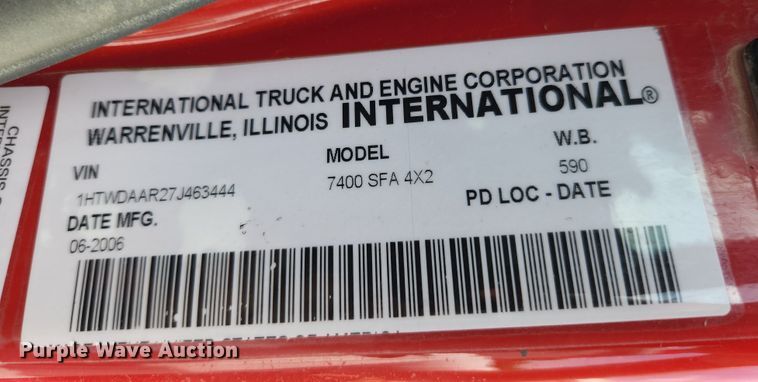 INTERNATIONAL TRUCK AND ENGINE CORPORATION
WARRENVILLE, ILLINOIS INTERNATIONAL®
VIN MODEL W.B.
1HTWDAAR27J463444 7400 SFA 4X2 590
DATE MFG. PD LOC - DATE
06-2006
CHASSIS
Purple Wave Auction